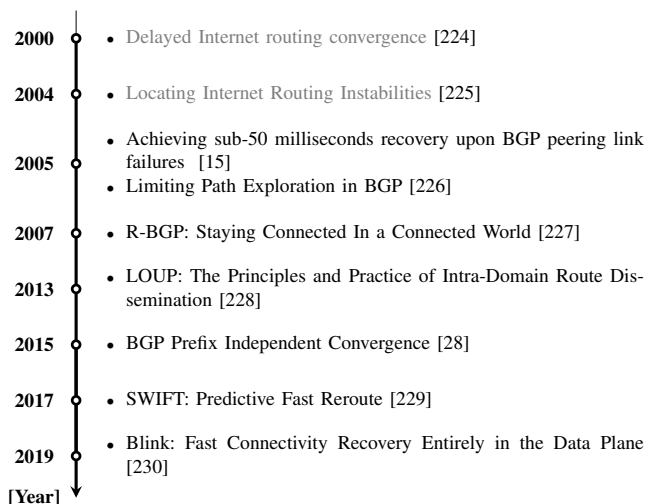 2000 • Delayed Internet routing convergence [224]
2004 • Locating Internet Routing Instabilities [225]
• Achieving sub-50 milliseconds recovery upon BGP peering link
2005 failures [15]
• Limiting Path Exploration in BGP [226]
2007 • R-BGP: Staying Connected In a Connected World [227]
• LOUP: The Principles and Practice of Intra-Domain Route Dis-
2013 semination [228]
2015 • BGP Prefix Independent Convergence [28]
2017 • SWIFT: Predictive Fast Reroute [229]
• Blink: Fast Connectivity Recovery Entirely in the Data Plane
2019 [230]
[Year]